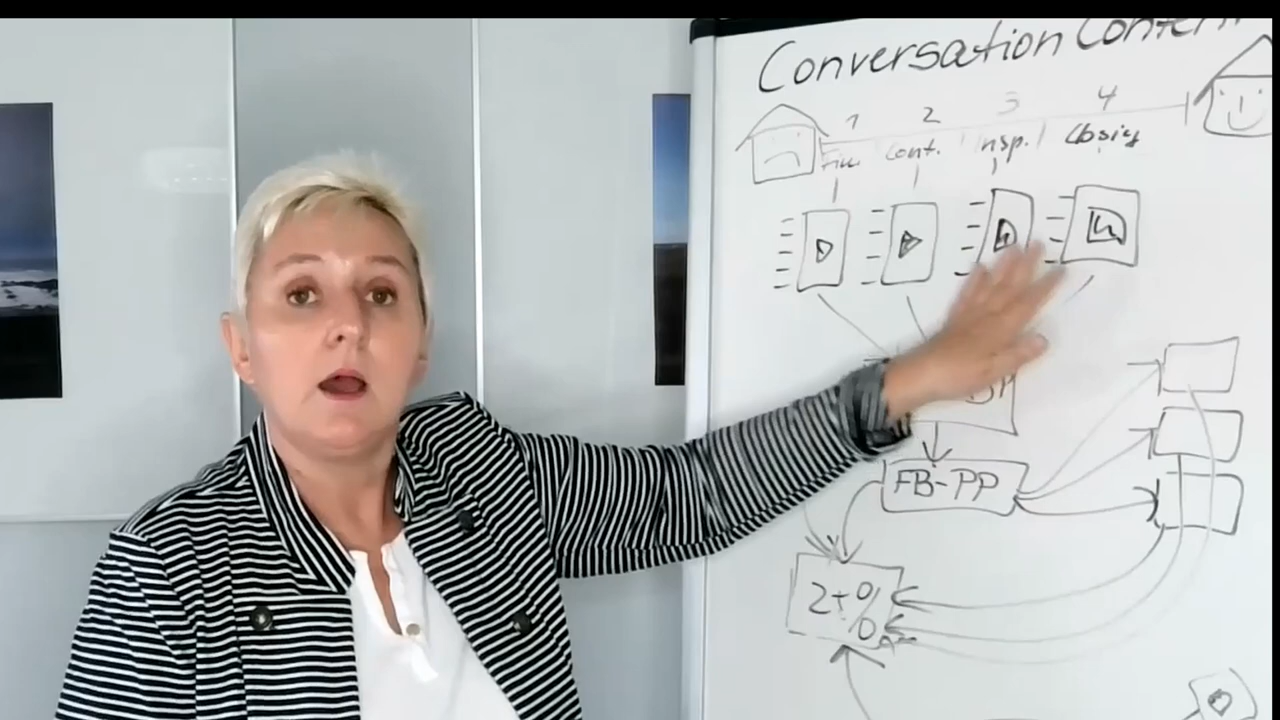 Conversation Content
1 2 3 4
cont. insp.
FB-PP
2+%